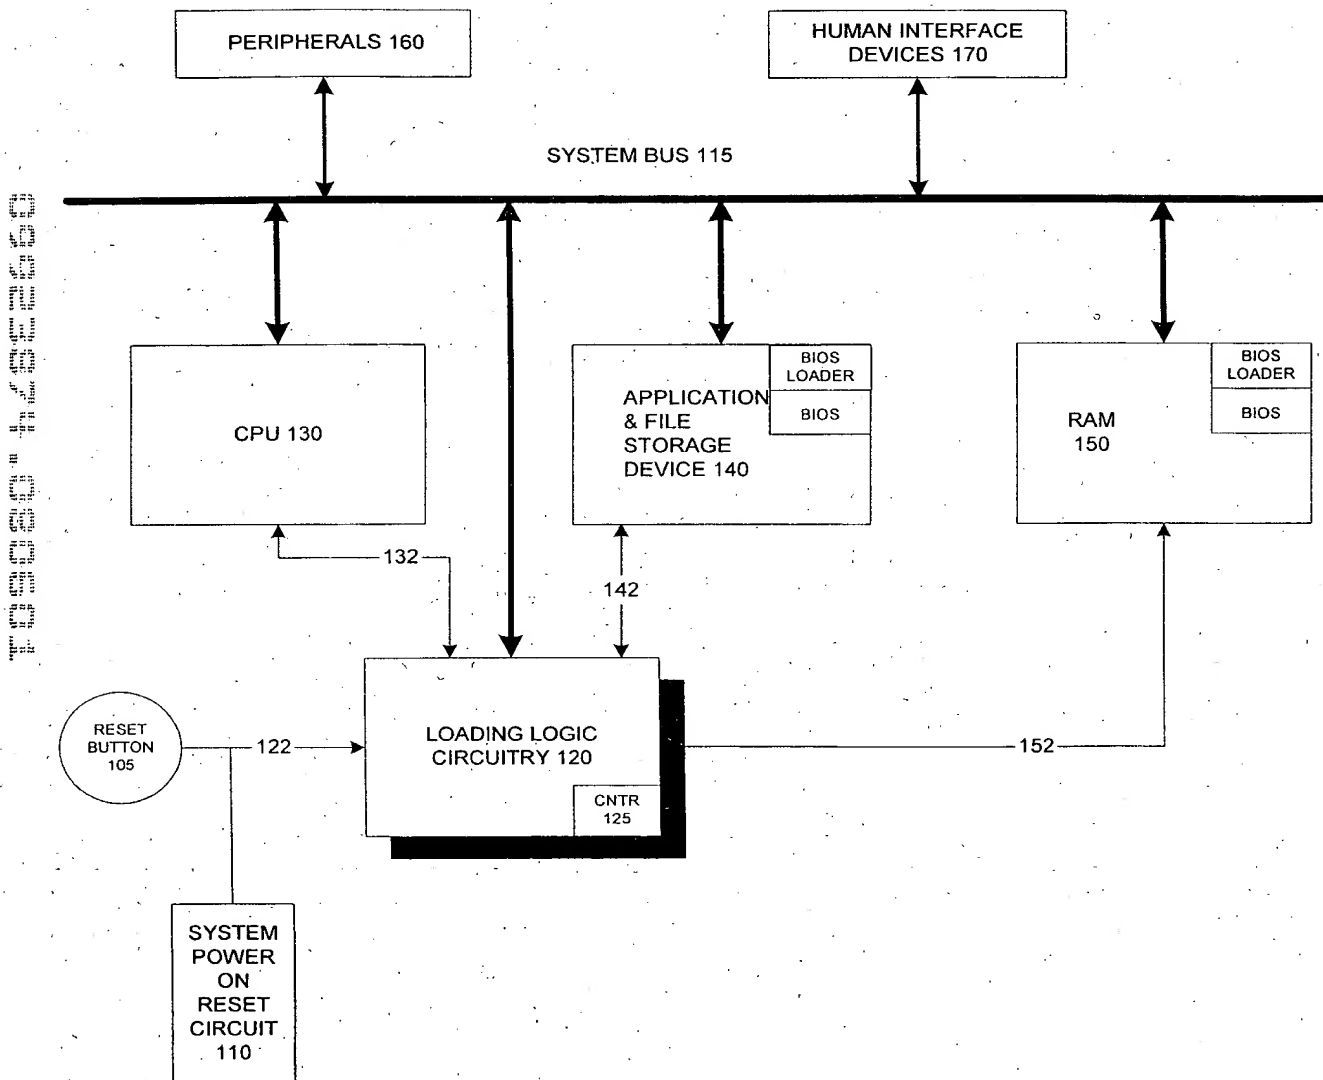 PERIPHERALS 160
HUMAN INTERFACE
DEVICES 170
SYSTEM BUS 115
09923974.080601
CPU 130
APPLICATION
& FILE
STORAGE
DEVICE 140
BIOS
LOADER
BIOS
RAM
150
BIOS
LOADER
BIOS
132
142
RESET
BUTTON
105
122
LOADING LOGIC
CIRCUITRY 120
CNTR
125
152
SYSTEM
POWER
ON
RESET
CIRCUIT
110